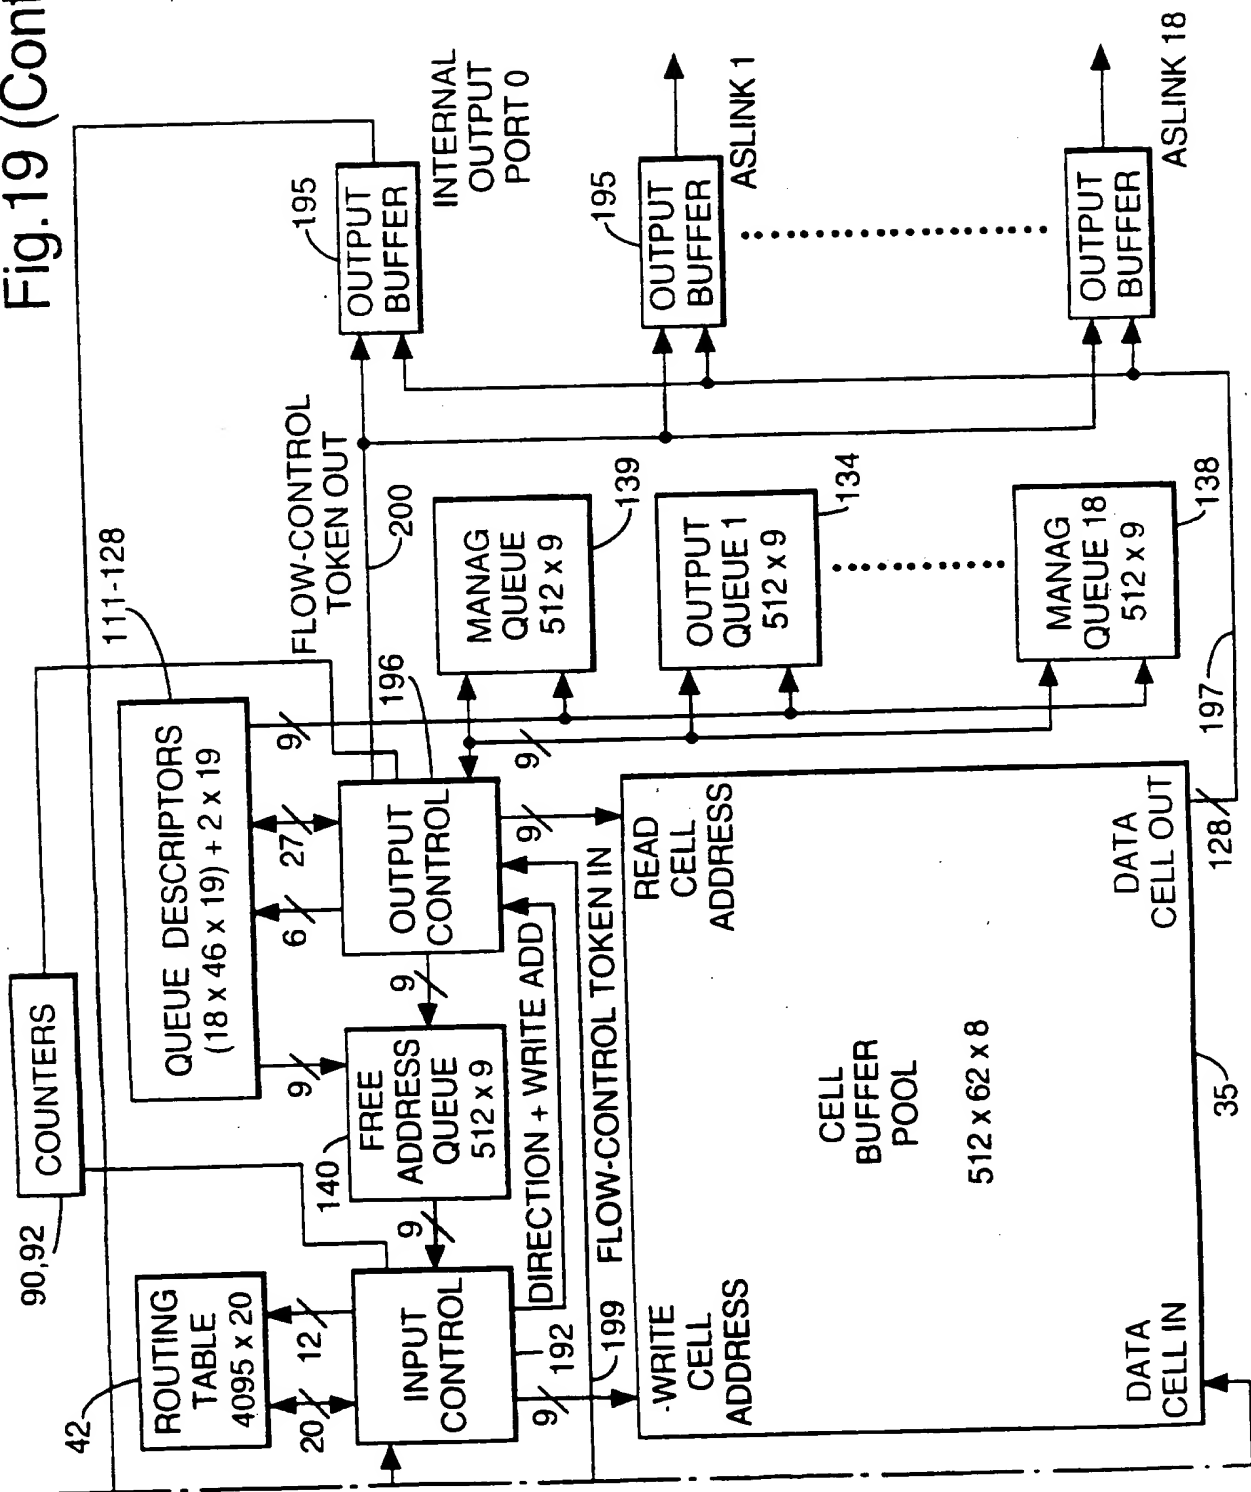 Fig.19 (Cont
90,92
COUNTERS
111-128
QUEUE DESCRIPTORS
(18 x 46 x 19) + 2 x 19
42
ROUTING
TABLE
4095 x 20
20
12
9
6
27
9
INPUT
CONTROL
192
9
140
FREE
ADDRESS
QUEUE
512 x 9
9
OUTPUT
CONTROL
196
9
9
9
DIRECTION + WRITE ADD
199
FLOW-CONTROL TOKEN IN
FLOW-CONTROL
TOKEN OUT
200
MANAG
QUEUE
512 x 9
139
OUTPUT
QUEUE 1
512 x 9
134
MANAG
QUEUE 18
512 x 9
138
195
OUTPUT
BUFFER
INTERNAL
OUTPUT
PORT 0
195
OUTPUT
BUFFER
ASLINK 1
OUTPUT
BUFFER
ASLINK 18
-WRITE
CELL
ADDRESS
READ
CELL
ADDRESS
CELL
BUFFER
POOL
512 x 62 x 8
DATA
CELL IN
DATA
CELL OUT
128
197
35